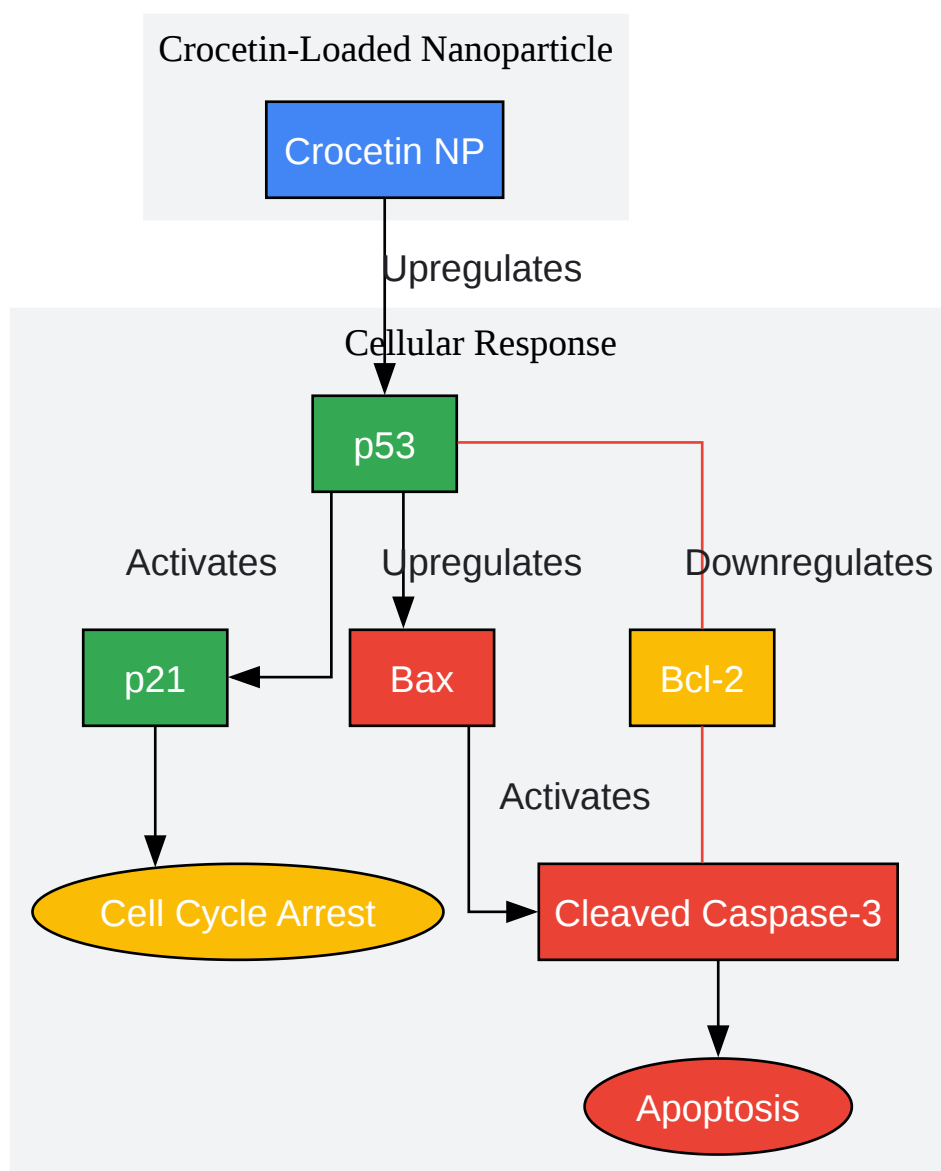 Crocetin-Loaded Nanoparticle
Crocetin NP
Upregulates
Cellular Response
p53
Activates
Upregulates
Downregulates
p21
Bax
Bcl-2
Activates
Cell Cycle Arrest
Cleaved Caspase-3
Apoptosis